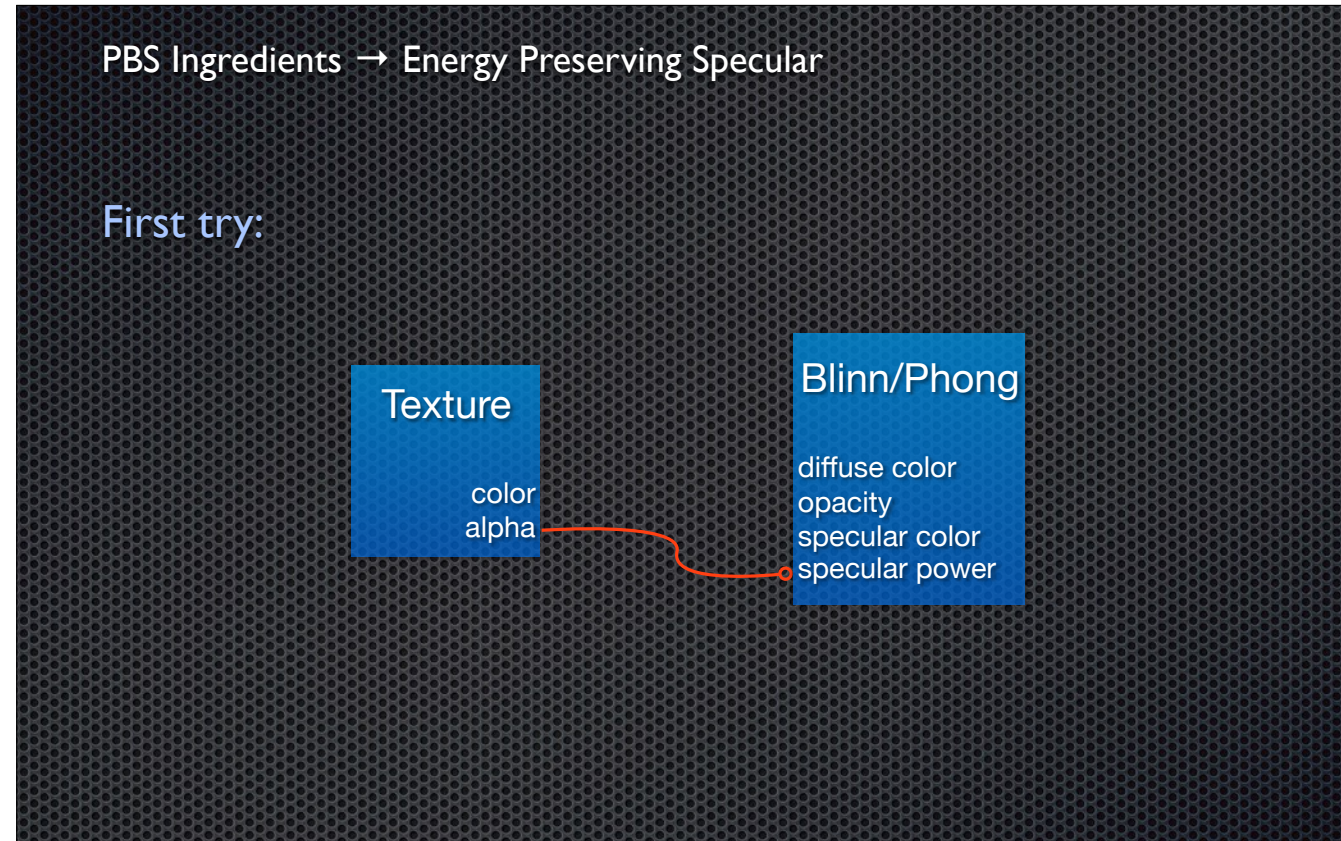 PBS Ingredients → Energy Preserving Specular
First try:
Texture
color
alpha
Blinn/Phong
diffuse color
opacity
specular color
specular power